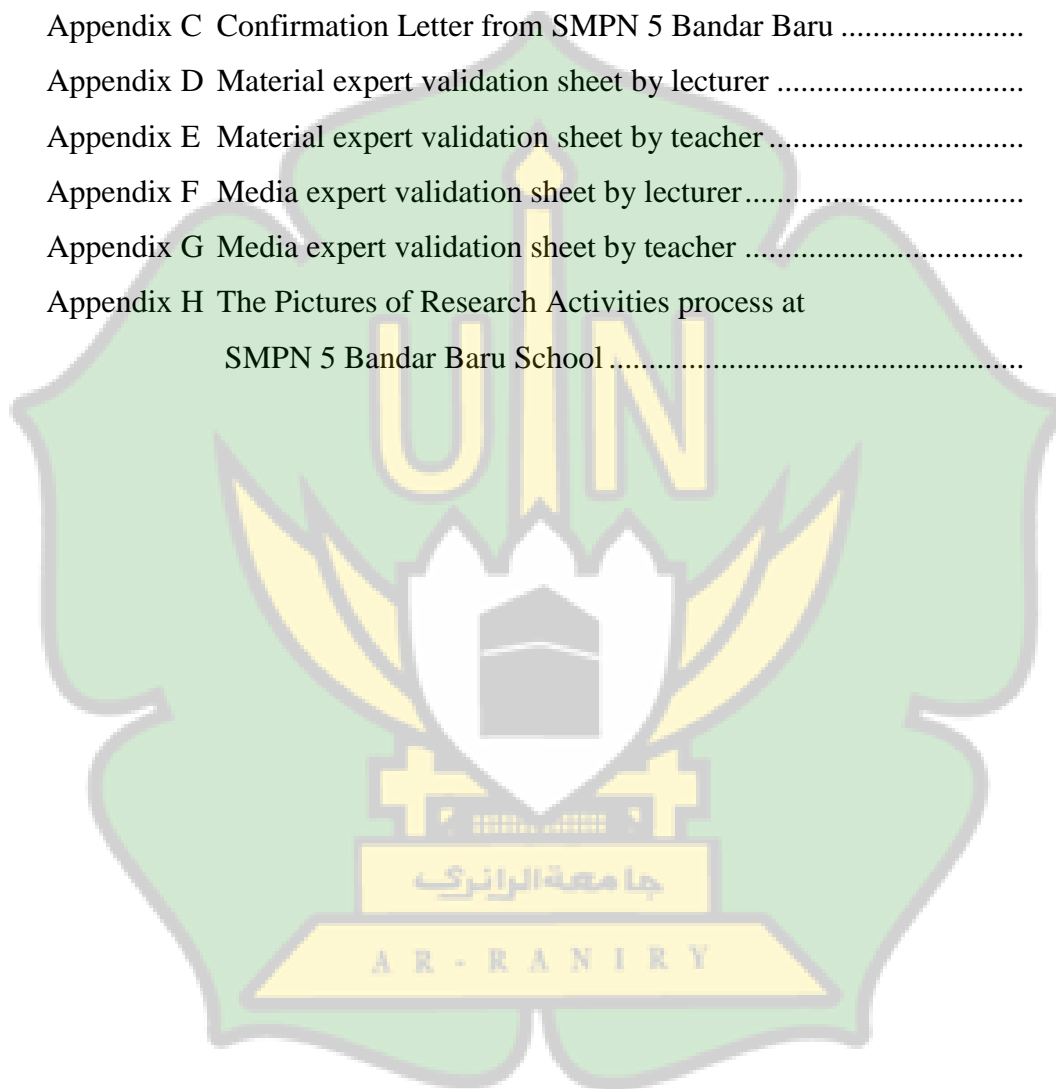 Appendix C Confirmation Letter from SMPN 5 Bandar Baru .......................
Appendix D Material expert validation sheet by lecturer ...............................
Appendix E Material expert validation sheet by teacher ................................
Appendix F Media expert validation sheet by lecturer ...................................
Appendix G Media expert validation sheet by teacher ...................................
Appendix H The Pictures of Research Activities process at
SMPN 5 Bandar Baru School ....................................................
UIN
جامعة الرانري
AR-RANIRY